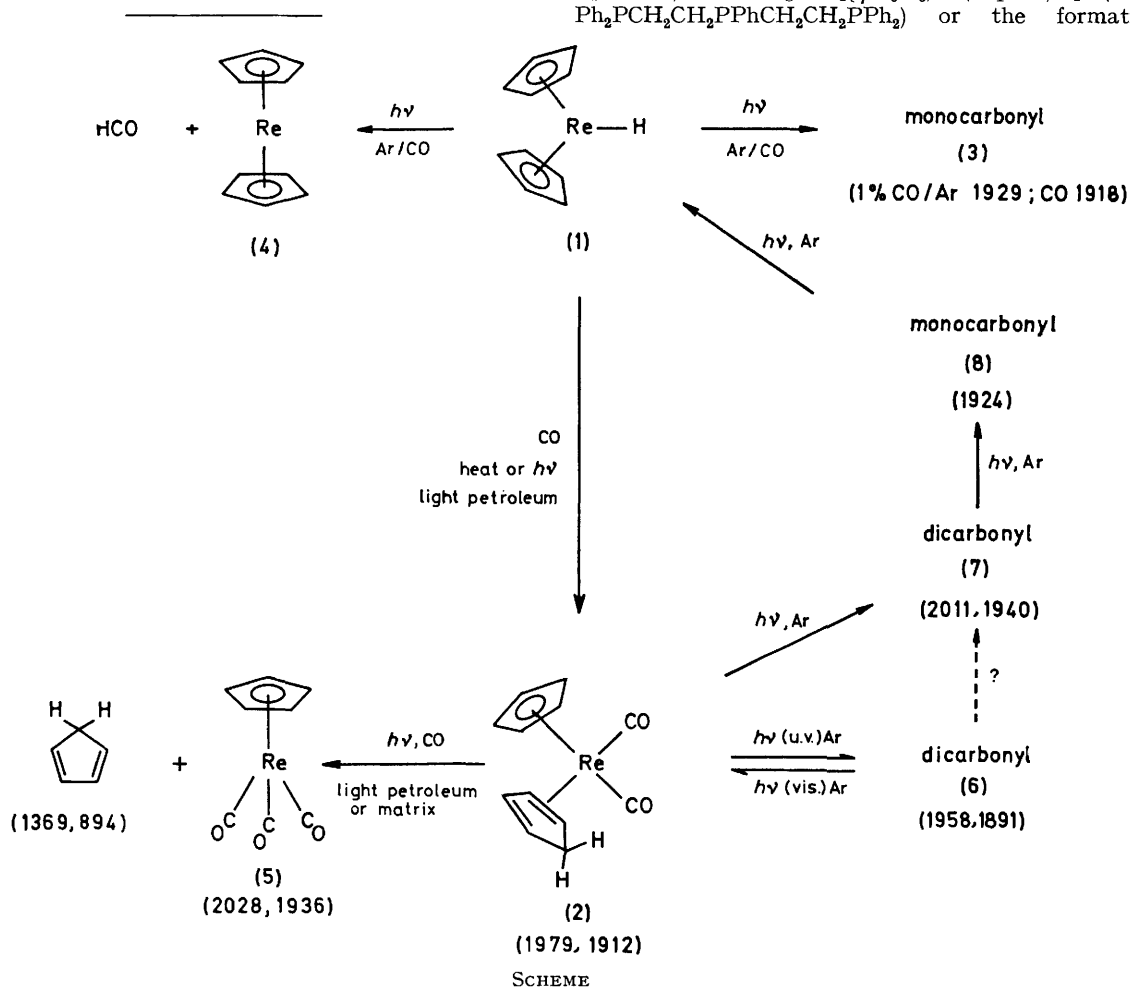 Ph₂PCH₂CH₂PPhCH₂CH₂PPh₂) or the format
HCO + Re
(4)
hν
Ar/CO
Re—H
(1)
hν
Ar/CO
monocarbonyl
(3)
(1% CO/Ar 1929 ; CO 1918)
hν, Ar
monocarbonyl
(8)
(1924)
hν, Ar
CO
heat or hν
light petroleum
dicarbonyl
(7)
(2011, 1940)
?
hν, Ar
H H
(1369, 894)
+
Re
C O C O C O
(5)
(2028, 1936)
hν, CO
light petroleum
or matrix
Re
CO
CO
H
H
(2)
(1979, 1912)
hν (u.v.) Ar
hν (vis.) Ar
dicarbonyl
(6)
(1958, 1891)
SCHEME